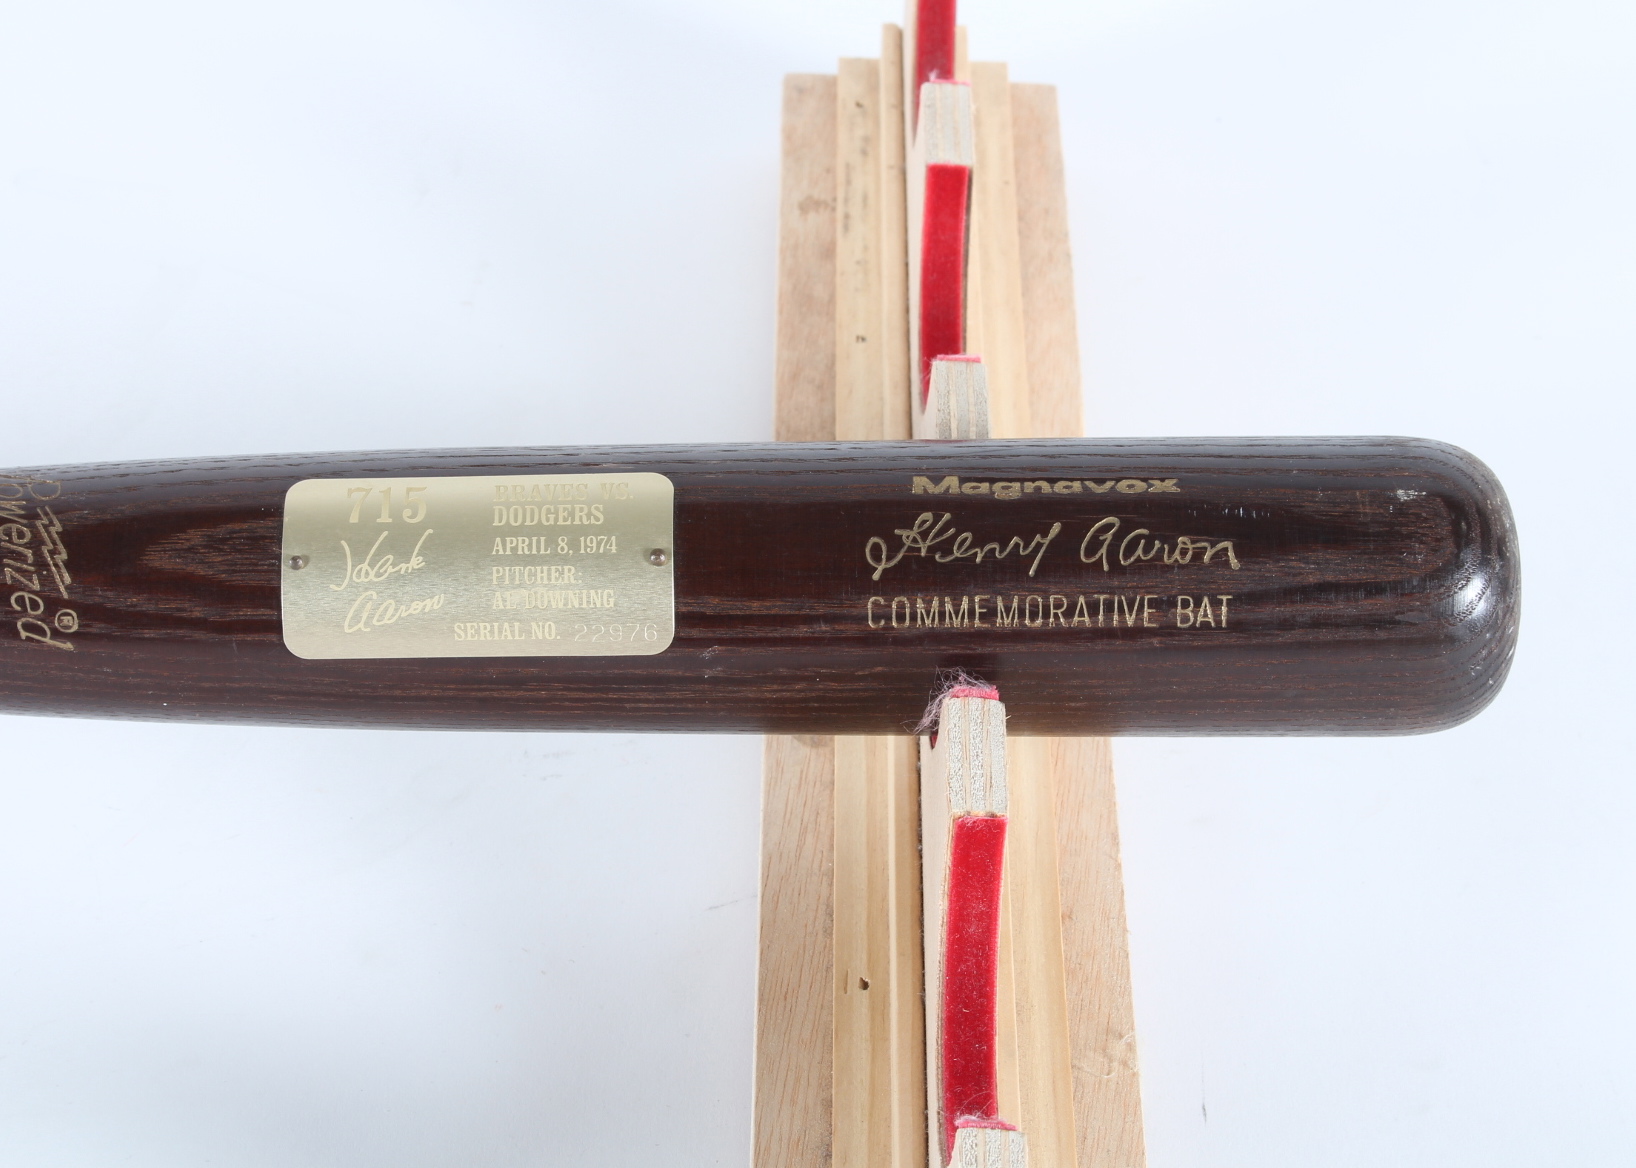 Powerized
®
715
Hank
Aaron
BRAVES VS.
DODGERS
APRIL 8, 1974
PITCHER:
AL DOWNING
SERIAL NO. 22976
Magnavox
Henry Aaron
COMMEMORATIVE BAT